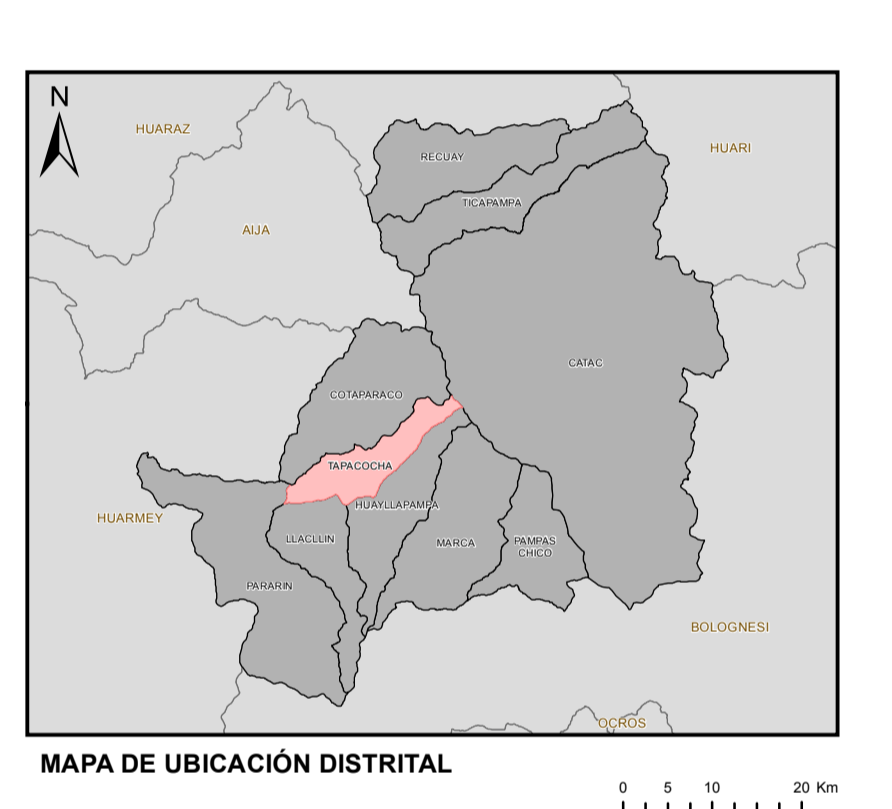 N
HUARAZ
HUARI
RECUAY
TICAPAMPA
AIJA
CATAC
COTAPARACO
TAPACOCHA
HUAYLLAPAMPA
HUARMEY
LLACLLIN
MARCA
PAMPAS
CHICO
PARARIN
BOLOGNESI
OCROS
MAPA DE UBICACIÓN DISTRITAL
0 5 10 20 Km